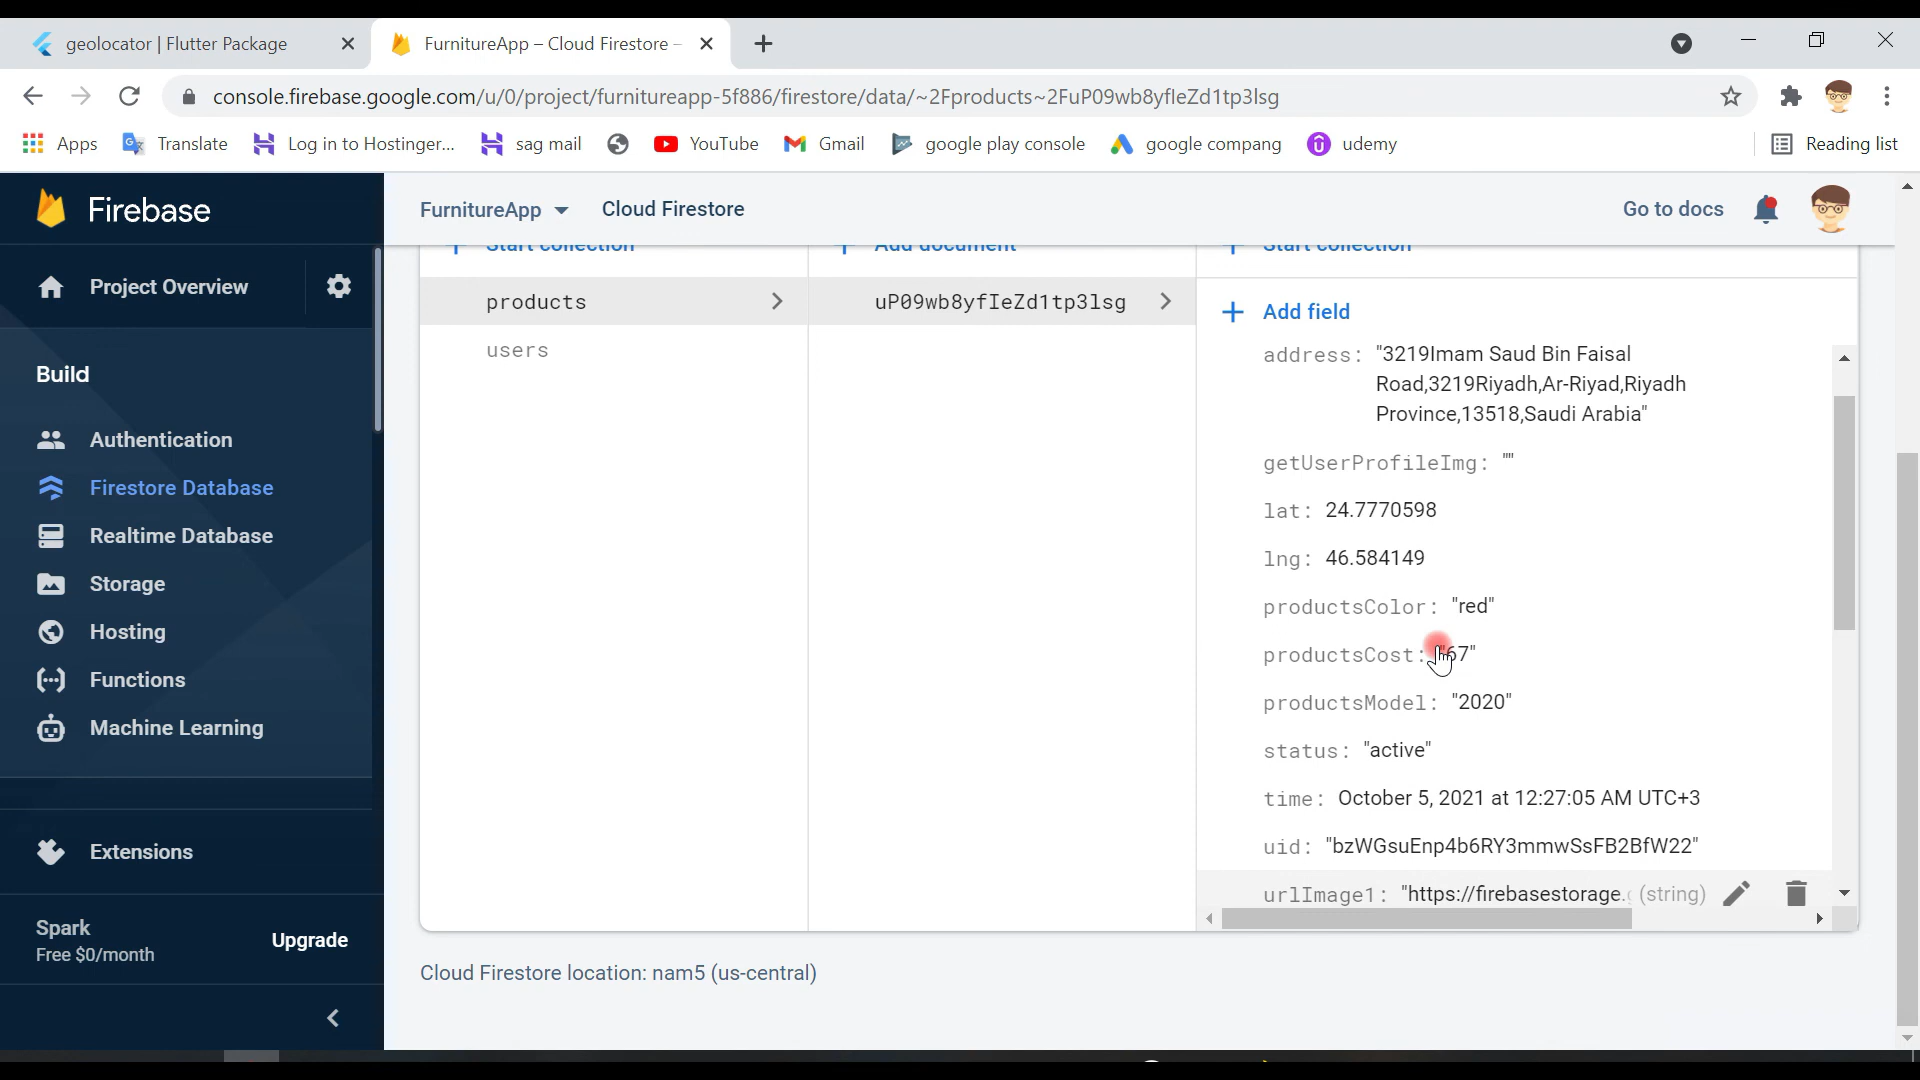 geolocator | Flutter Package
FurnitureApp – Cloud Firestore –
console.firebase.google.com/u/0/project/furnitureapp-5f886/firestore/data/~2Fproducts~2FuP09wb8yfIeZd1tp3lsg
Apps Translate Log in to Hostinger... sag mail YouTube Gmail google play console google compang udemy Reading list
Firebase
FurnitureApp Cloud Firestore Go to docs
Start collection Add document Start collection
Project Overview
products uP09wb8yfIeZd1tp3lsg Add field
users
address: "3219Imam Saud Bin Faisal
Road,3219Riyadh,Ar-Riyad,Riyadh
Province,13518,Saudi Arabia"
getUserProfileImg: ""
lat: 24.7770598
lng: 46.584149
productsColor: "red"
productsCost: "67"
productsModel: "2020"
status: "active"
time: October 5, 2021 at 12:27:05 AM UTC+3
uid: "bzWGsuEnp4b6RY3mmwSsFB2BfW22"
urlImage1: "https://firebasestorage. (string)
Build
Authentication
Firestore Database
Realtime Database
Storage
Hosting
Functions
Machine Learning
Extensions
Spark
Free $0/month
Upgrade
Cloud Firestore location: nam5 (us-central)